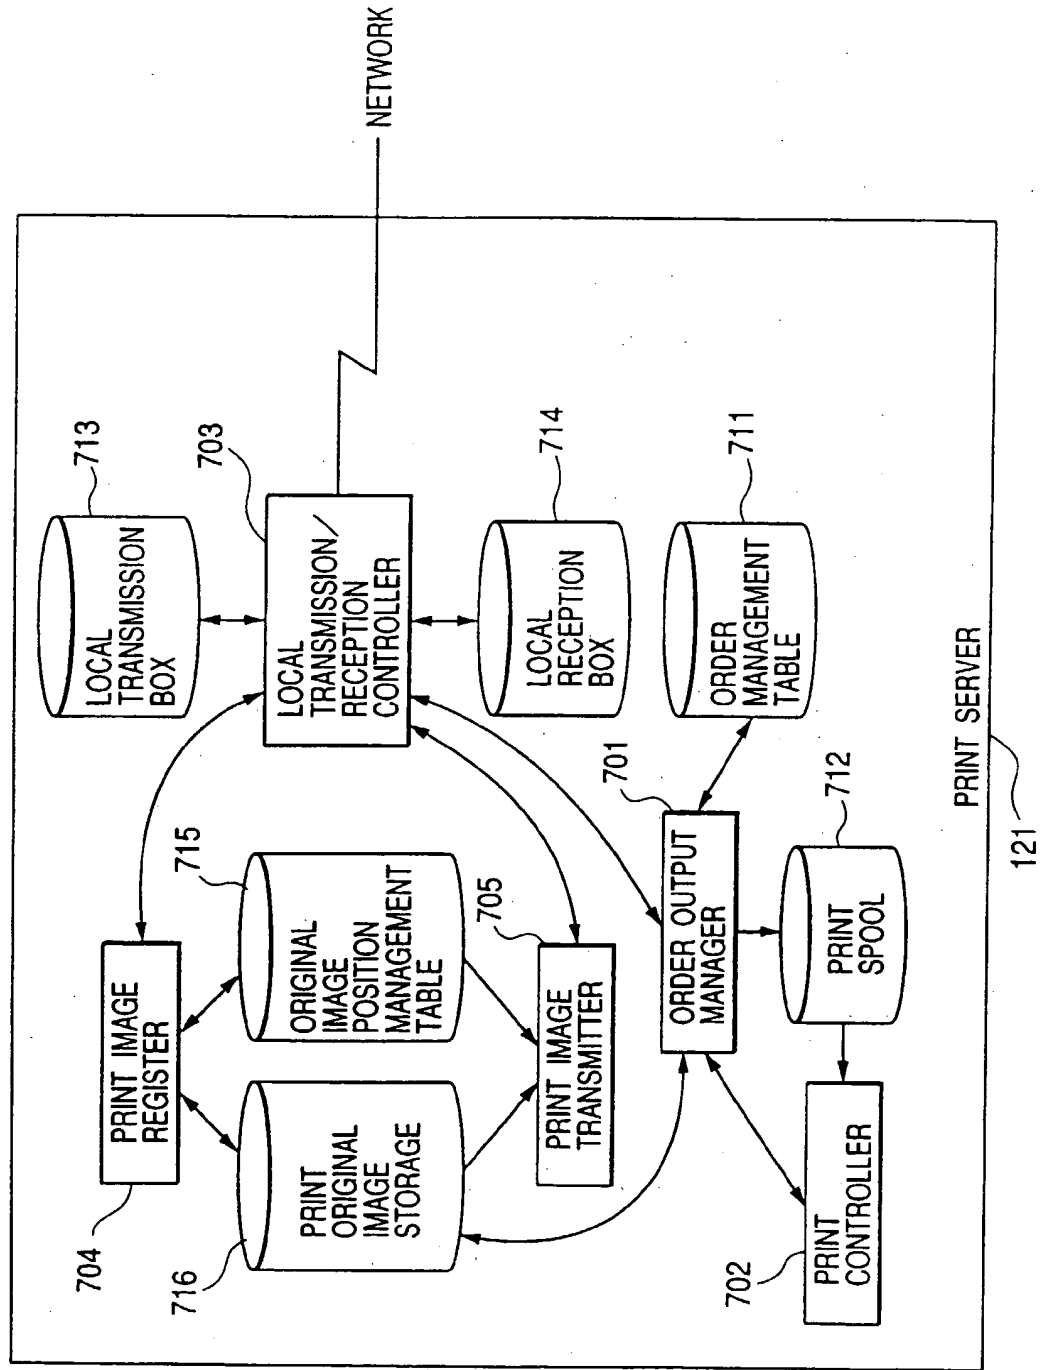 704
PRINT IMAGE
REGISTER
716
PRINT
ORIGINAL
IMAGE
STORAGE
715
ORIGINAL
IMAGE
POSITION
MANAGEMENT
TABLE
705
PRINT IMAGE
TRANSMITTER
713
LOCAL
TRANSMISSION
BOX
703
LOCAL
TRANSMISSION/
RECEPTION
CONTROLLER
NETWORK
714
LOCAL
RECEPTION
BOX
701
ORDER OUTPUT
MANAGER
711
ORDER
MANAGEMENT
TABLE
702
PRINT
CONTROLLER
712
PRINT
SPOOL
PRINT SERVER
121